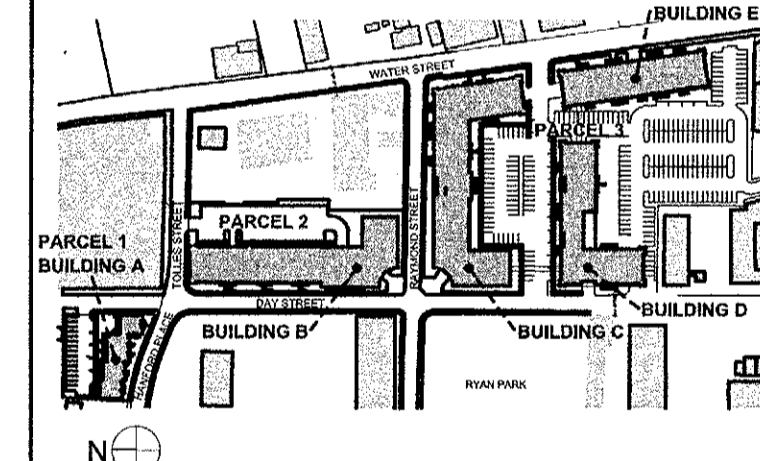 BUILDING E
WATER STREET
PARCEL 3
PARCEL 2
TOLLES STREET
RAYMOND STREET
PARCEL 1
BUILDING A
DAY STREET
BUILDING B
BUILDING C
BUILDING D
HANFORD PLACE
RYAN PARK
N